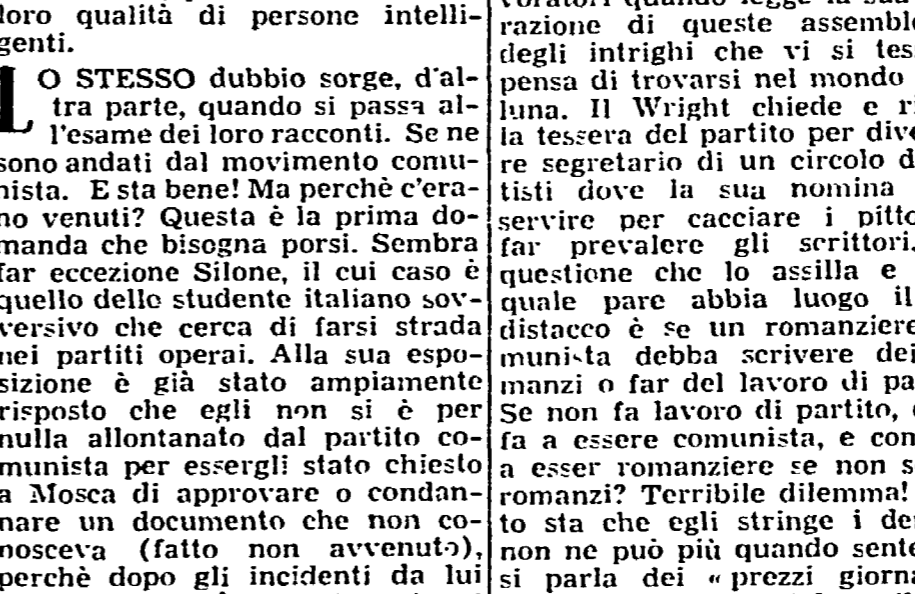 loro qualità di persone intelli-
genti.
LO STESSO dubbio sorge, d'al-
tra parte, quando si passa al-
l'esame dei loro racconti. Se ne
sono andati dal movimento comu-
nista. E sta bene! Ma perchè c'era-
no venuti? Questa è la prima do-
manda che bisogna porsi. Sembra
far eccezione Silone, il cui caso è
quello dello studente italiano sov-
versivo che cerca di farsi strada
nei partiti operai. Alla sua espo-
sizione è già stato ampiamente
risposto che egli non si è per
nulla allontanato dal partito co-
munista per essergli stato chiesto
a Mosca di approvare o condan-
nare un documento che non co-
nosceva (fatto non avvenuto),
perchè dopo gli incidenti da lui
razione di queste assemble
degli intrighi che vi si tes
pensa di trovarsi nel mondo
luna. Il Wright chiede e ri
la tessera del partito per dive
re segretario di un circolo d
tisti dove la sua nomina
servire per cacciare i pitto
far prevalere gli scrittori.
questione che lo assilla e
quale pare abbia luogo il
distacco è se un romanziere
munista debba scrivere dei
manzi o far del lavoro di pa
Se non fa lavoro di partito,
fa a essere comunista, e com
a esser romanziere se non s
romanzi? Terribile dilemma!
to sta che egli stringe i de
non ne può più quando sente
si parla dei « prezzi giorna